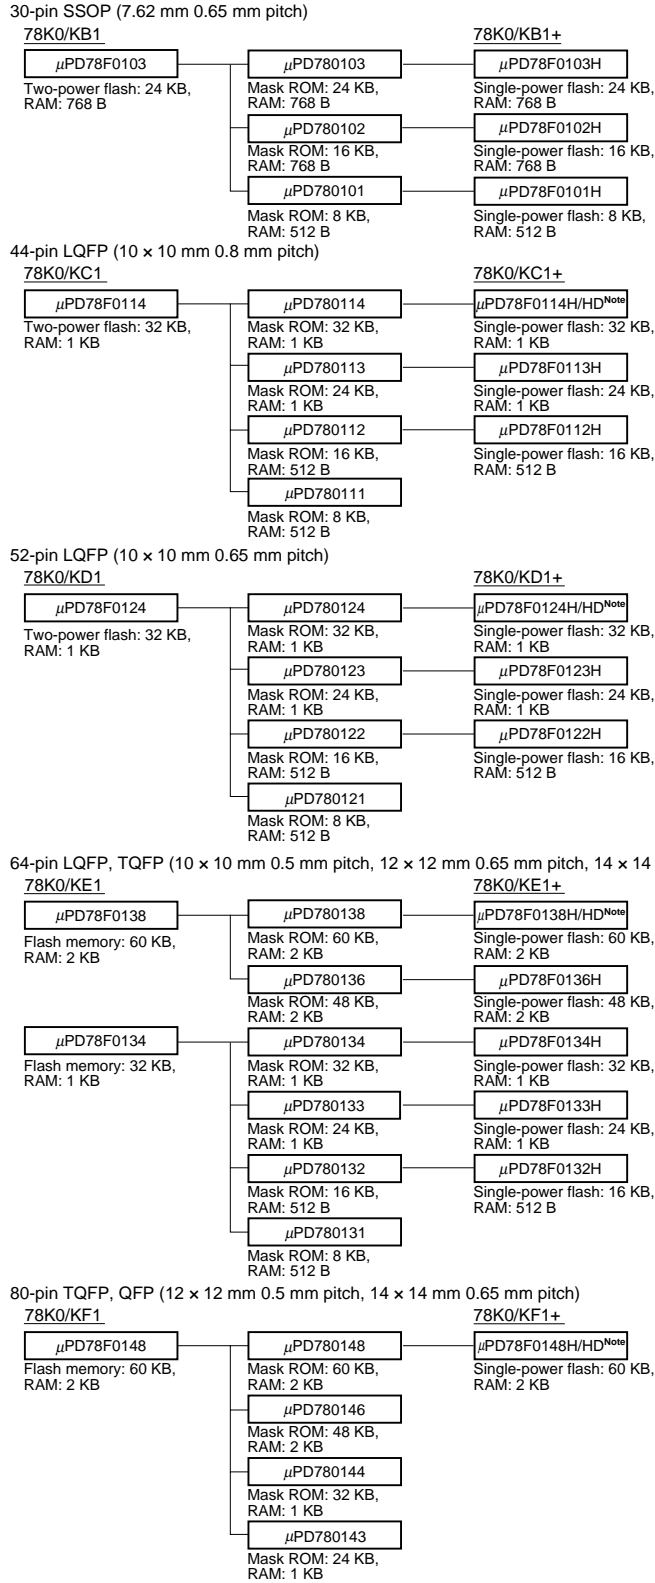 30-pin SSOP (7.62 mm 0.65 mm pitch)
78K0/KB1 78K0/KB1+
μPD78F0103 μPD780103 μPD78F0103H
Two-power flash: 24 KB, Mask ROM: 24 KB, Single-power flash: 24 KB,
RAM: 768 B RAM: 768 B RAM: 768 B
μPD780102 μPD78F0102H
Mask ROM: 16 KB, Single-power flash: 16 KB,
RAM: 768 B RAM: 768 B
μPD780101 μPD78F0101H
Mask ROM: 8 KB, Single-power flash: 8 KB,
RAM: 512 B RAM: 512 B
44-pin LQFP (10 × 10 mm 0.8 mm pitch)
78K0/KC1 78K0/KC1+
μPD78F0114 μPD780114 μPD78F0114H/HDNote
Two-power flash: 32 KB, Mask ROM: 32 KB, Single-power flash: 32 KB,
RAM: 1 KB RAM: 1 KB RAM: 1 KB
μPD780113 μPD78F0113H
Mask ROM: 24 KB, Single-power flash: 24 KB,
RAM: 1 KB RAM: 1 KB
μPD780112 μPD78F0112H
Mask ROM: 16 KB, Single-power flash: 16 KB,
RAM: 512 B RAM: 512 B
μPD780111
Mask ROM: 8 KB,
RAM: 512 B
52-pin LQFP (10 × 10 mm 0.65 mm pitch)
78K0/KD1 78K0/KD1+
μPD78F0124 μPD780124 μPD78F0124H/HDNote
Two-power flash: 32 KB, Mask ROM: 32 KB, Single-power flash: 32 KB,
RAM: 1 KB RAM: 1 KB RAM: 1 KB
μPD780123 μPD78F0123H
Mask ROM: 24 KB, Single-power flash: 24 KB,
RAM: 1 KB RAM: 1 KB
μPD780122 μPD78F0122H
Mask ROM: 16 KB, Single-power flash: 16 KB,
RAM: 512 B RAM: 512 B
μPD780121
Mask ROM: 8 KB,
RAM: 512 B
64-pin LQFP, TQFP (10 × 10 mm 0.5 mm pitch, 12 × 12 mm 0.65 mm pitch, 14 × 14
78K0/KE1 78K0/KE1+
μPD78F0138 μPD780138 μPD78F0138H/HDNote
Flash memory: 60 KB, Mask ROM: 60 KB, Single-power flash: 60 KB,
RAM: 2 KB RAM: 2 KB RAM: 2 KB
μPD780136 μPD78F0136H
Mask ROM: 48 KB, Single-power flash: 48 KB,
RAM: 2 KB RAM: 2 KB
μPD78F0134 μPD780134 μPD78F0134H
Flash memory: 32 KB, Mask ROM: 32 KB, Single-power flash: 32 KB,
RAM: 1 KB RAM: 1 KB RAM: 1 KB
μPD780133 μPD78F0133H
Mask ROM: 24 KB, Single-power flash: 24 KB,
RAM: 1 KB RAM: 1 KB
μPD780132 μPD78F0132H
Mask ROM: 16 KB, Single-power flash: 16 KB,
RAM: 512 B RAM: 512 B
μPD780131
Mask ROM: 8 KB,
RAM: 512 B
80-pin TQFP, QFP (12 × 12 mm 0.5 mm pitch, 14 × 14 mm 0.65 mm pitch)
78K0/KF1 78K0/KF1+
μPD78F0148 μPD780148 μPD78F0148H/HDNote
Flash memory: 60 KB, Mask ROM: 60 KB, Single-power flash: 60 KB,
RAM: 2 KB RAM: 2 KB RAM: 2 KB
μPD780146
Mask ROM: 48 KB,
RAM: 2 KB
μPD780144
Mask ROM: 32 KB,
RAM: 1 KB
μPD780143
Mask ROM: 24 KB,
RAM: 1 KB